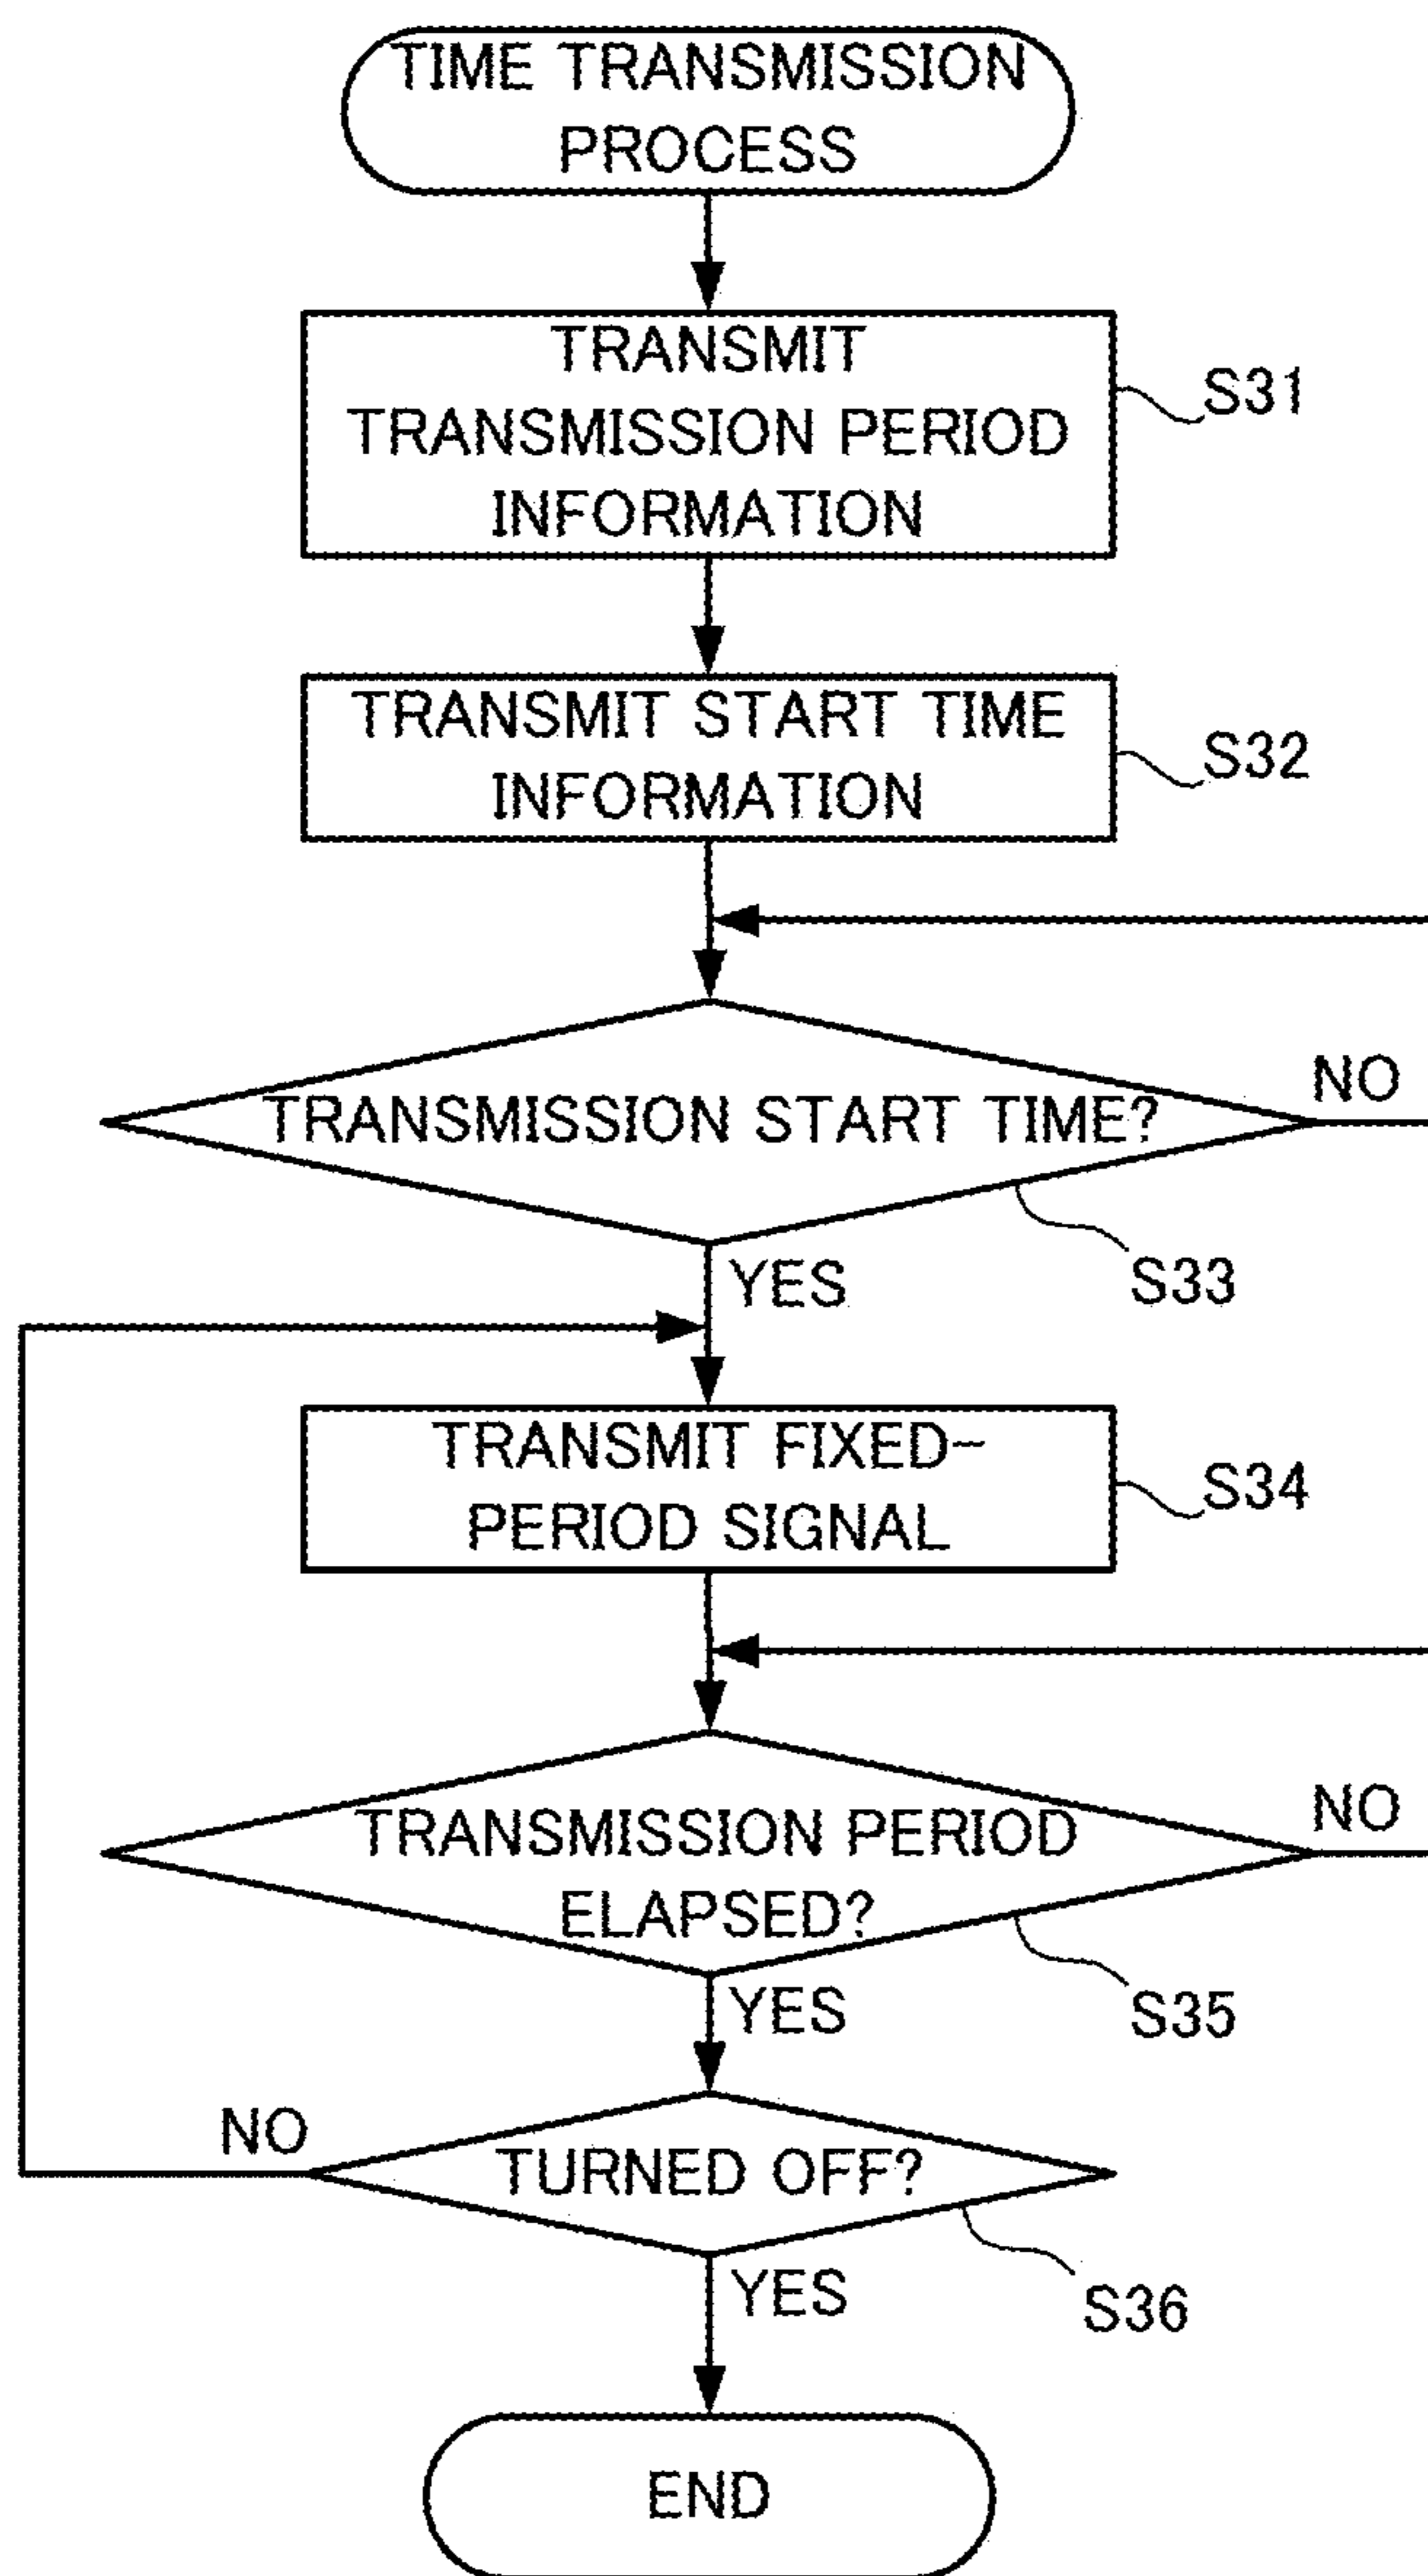 TIME TRANSMISSION
PROCESS
TRANSMIT
TRANSMISSION PERIOD
INFORMATION
S31
TRANSMIT START TIME
INFORMATION
S32
TRANSMISSION START TIME?
NO
S33
YES
TRANSMIT FIXED-
PERIOD SIGNAL
S34
TRANSMISSION PERIOD
ELAPSED?
NO
S35
YES
TURNED OFF?
NO
S36
YES
END